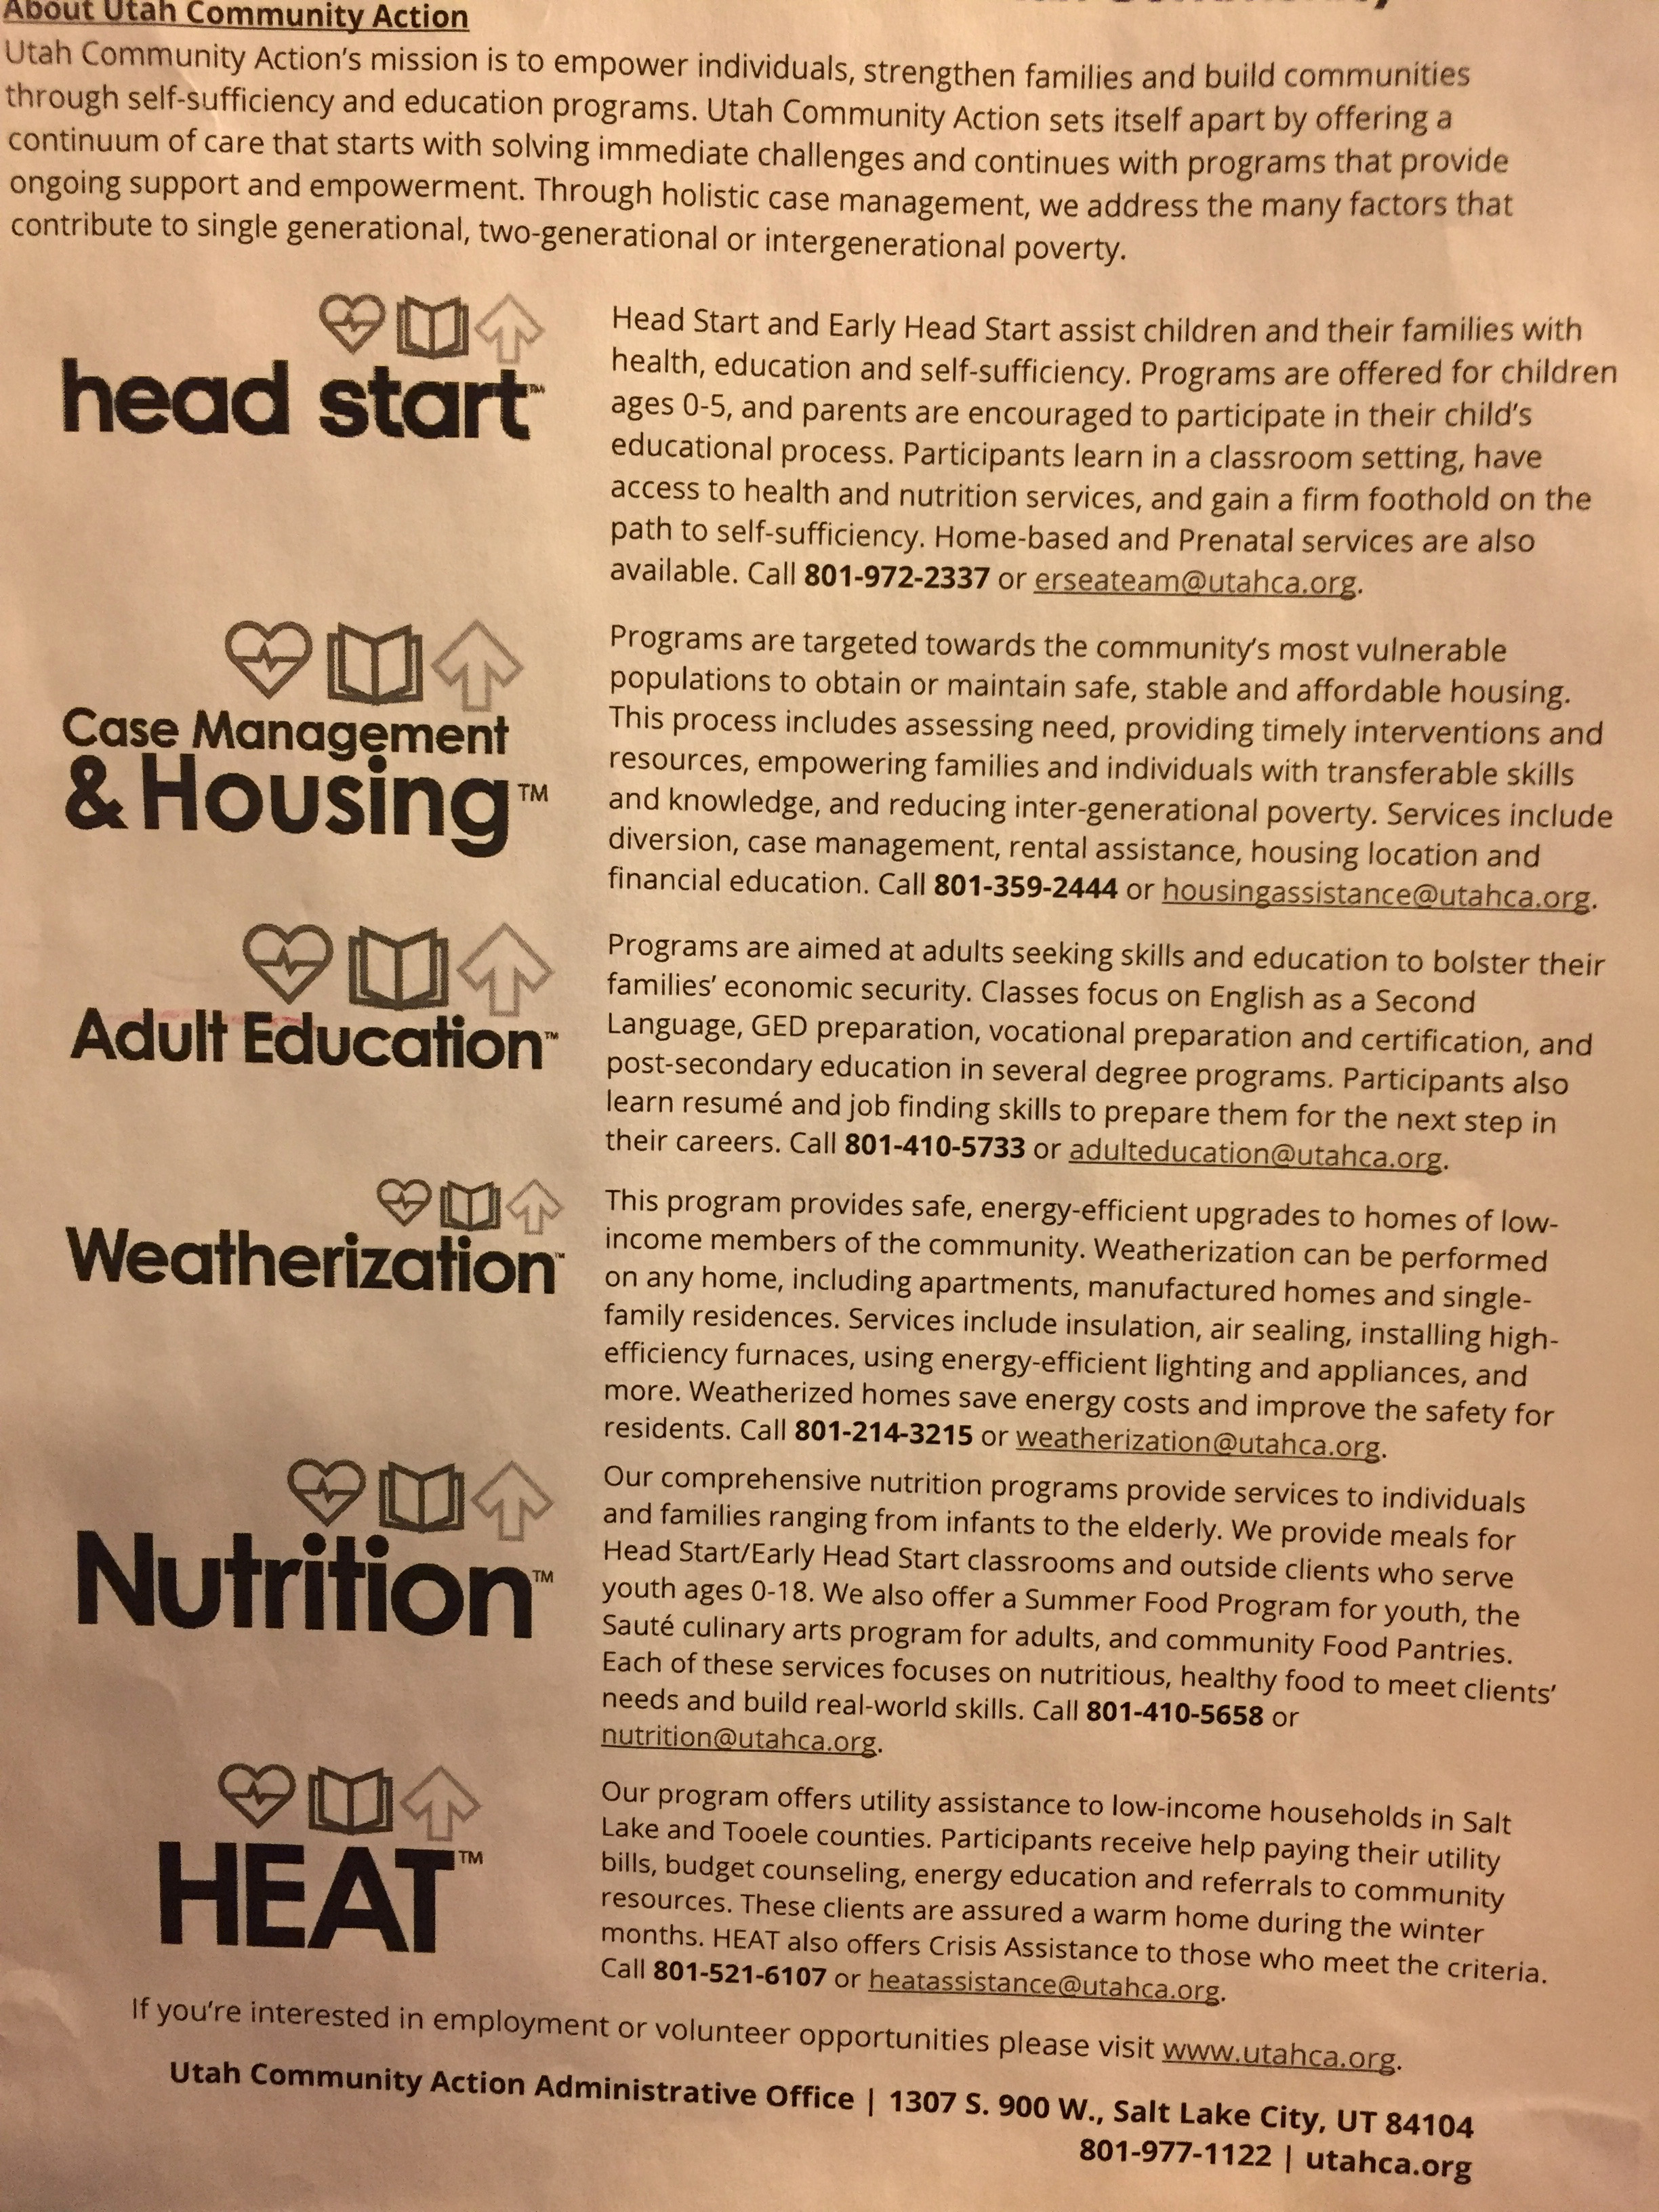 About Utah Community Action
Utah Community Action's mission is to empower individuals, strengthen families and build communities
through self-sufficiency and education programs. Utah Community Action sets itself apart by offering a
continuum of care that starts with solving immediate challenges and continues with programs that provide
ongoing support and empowerment. Through holistic case management, we address the many factors that
contribute to single generational, two-generational or intergenerational poverty.
head start™
Head Start and Early Head Start assist children and their families with
health, education and self-sufficiency. Programs are offered for children
ages 0-5, and parents are encouraged to participate in their child's
educational process. Participants learn in a classroom setting, have
access to health and nutrition services, and gain a firm foothold on the
path to self-sufficiency. Home-based and Prenatal services are also
available. Call 801-972-2337 or erseateam@utahca.org.
Case Management
& Housing™
Programs are targeted towards the community's most vulnerable
populations to obtain or maintain safe, stable and affordable housing.
This process includes assessing need, providing timely interventions and
resources, empowering families and individuals with transferable skills
and knowledge, and reducing inter-generational poverty. Services include
diversion, case management, rental assistance, housing location and
financial education. Call 801-359-2444 or housingassistance@utahca.org.
Adult Education™
Programs are aimed at adults seeking skills and education to bolster their
families' economic security. Classes focus on English as a Second
Language, GED preparation, vocational preparation and certification, and
post-secondary education in several degree programs. Participants also
learn resumé and job finding skills to prepare them for the next step in
their careers. Call 801-410-5733 or adulteducation@utahca.org.
Weatherization™
This program provides safe, energy-efficient upgrades to homes of low-
income members of the community. Weatherization can be performed
on any home, including apartments, manufactured homes and single-
family residences. Services include insulation, air sealing, installing high-
efficiency furnaces, using energy-efficient lighting and appliances, and
more. Weatherized homes save energy costs and improve the safety for
residents. Call 801-214-3215 or weatherization@utahca.org.
Nutrition™
Our comprehensive nutrition programs provide services to individuals
and families ranging from infants to the elderly. We provide meals for
Head Start/Early Head Start classrooms and outside clients who serve
youth ages 0-18. We also offer a Summer Food Program for youth, the
Sauté culinary arts program for adults, and community Food Pantries.
Each of these services focuses on nutritious, healthy food to meet clients'
needs and build real-world skills. Call 801-410-5658 or
nutrition@utahca.org.
HEAT™
Our program offers utility assistance to low-income households in Salt
Lake and Tooele counties. Participants receive help paying their utility
bills, budget counseling, energy education and referrals to community
resources. These clients are assured a warm home during the winter
months. HEAT also offers Crisis Assistance to those who meet the criteria.
Call 801-521-6107 or heatassistance@utahca.org.
If you're interested in employment or volunteer opportunities please visit www.utahca.org.
Utah Community Action Administrative Office | 1307 S. 900 W., Salt Lake City, UT 84104
801-977-1122 | utahca.org